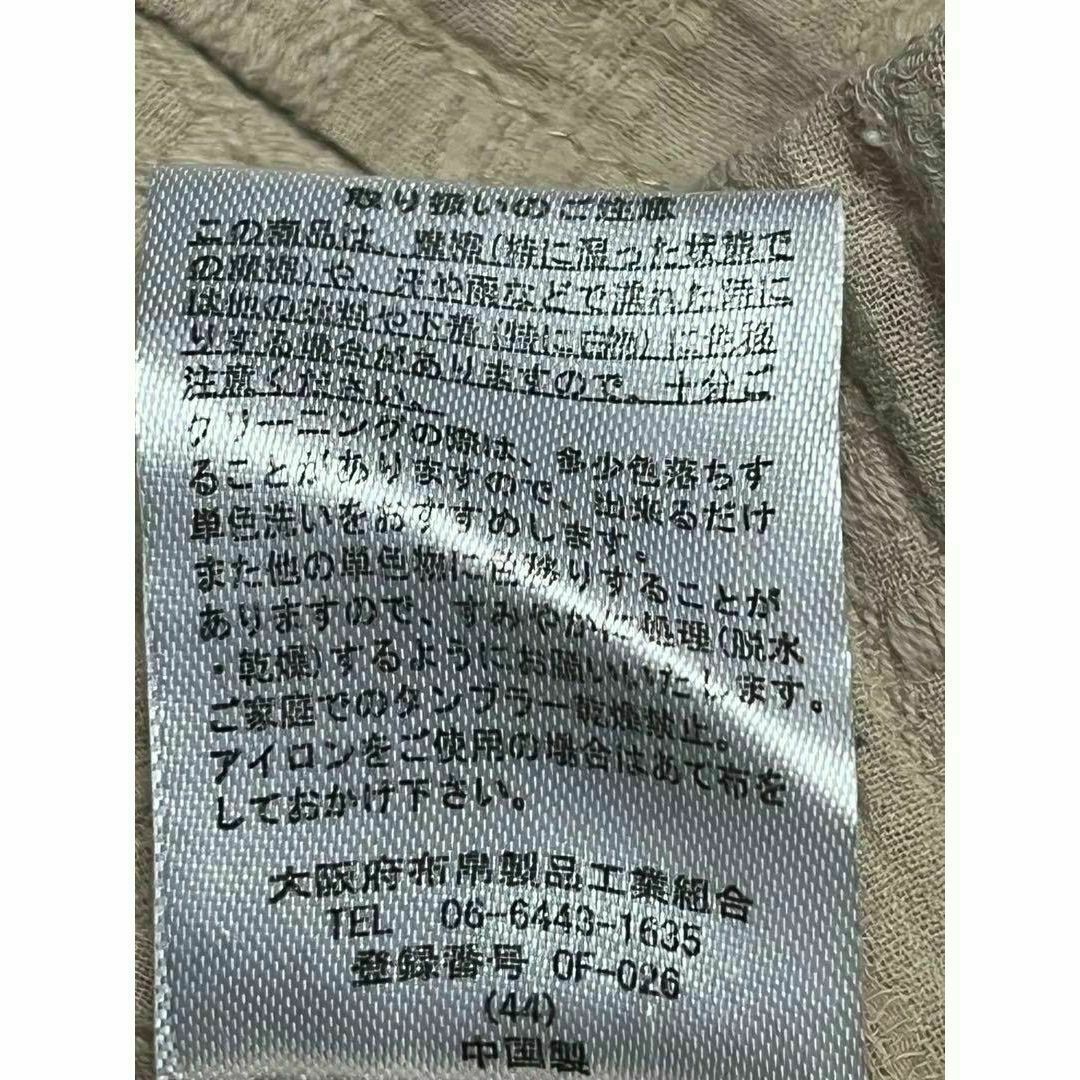 取り扱いのご注意
この商品は、摩擦(特に湿った状態で
の摩擦)や、汗や雨などで濡れた時に
は他の衣料や下着(特に白物)に色移
りする場合がありますので、十分ご
注意ください。
クリーニングの際は、多少色落ちす
ることがありますので、出来るだけ
単色洗いをおすすめします。
また他の単色物に色移りすることが
ありますので、すみやかに処理(脱水
・乾燥)するようにお願いいたします。
ご家庭でのタンブラー乾燥禁止。
アイロンをご使用の場合はあて布を
しておかけ下さい。
大阪府布帛製品工業組合
TEL 06-6443-1635
登録番号 OF-026
(44)
中国製